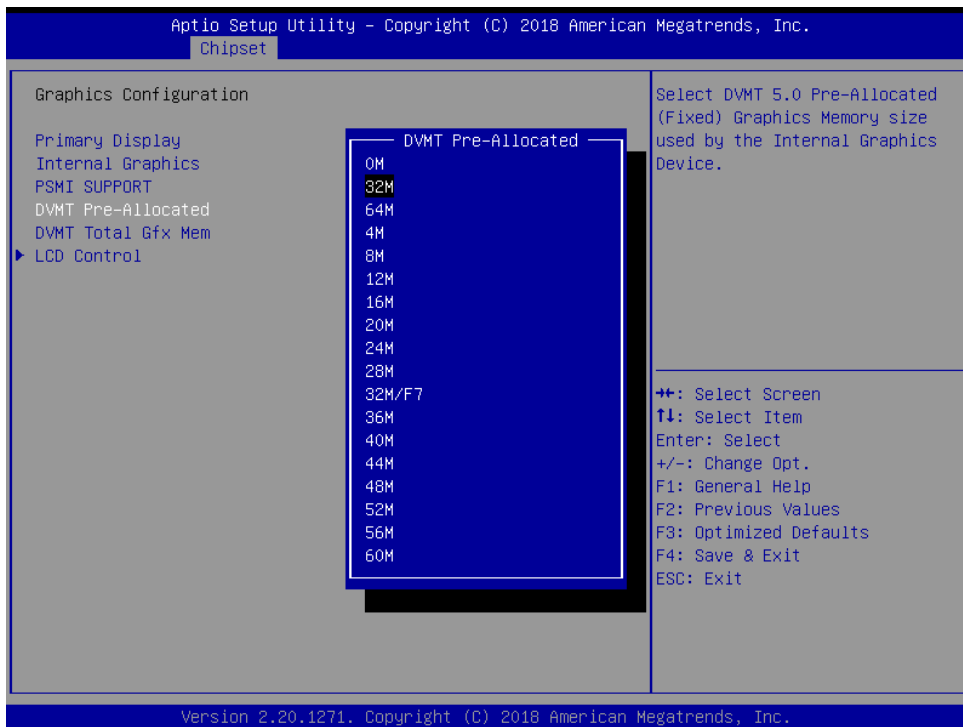 Aptio Setup Utility – Copyright (C) 2018 American Megatrends, Inc.
Chipset
Graphics Configuration
Primary Display
Internal Graphics
PSMI SUPPORT
DVMT Pre-Allocated
DVMT Total Gfx Mem
LCD Control
DVMT Pre-Allocated
0M
32M
64M
4M
8M
12M
16M
20M
24M
28M
32M/F7
36M
40M
44M
48M
52M
56M
60M
Select DVMT 5.0 Pre-Allocated
(Fixed) Graphics Memory size
used by the Internal Graphics
Device.
→←: Select Screen
↑↓: Select Item
Enter: Select
+/-: Change Opt.
F1: General Help
F2: Previous Values
F3: Optimized Defaults
F4: Save & Exit
ESC: Exit
Version 2.20.1271. Copyright (C) 2018 American Megatrends, Inc.